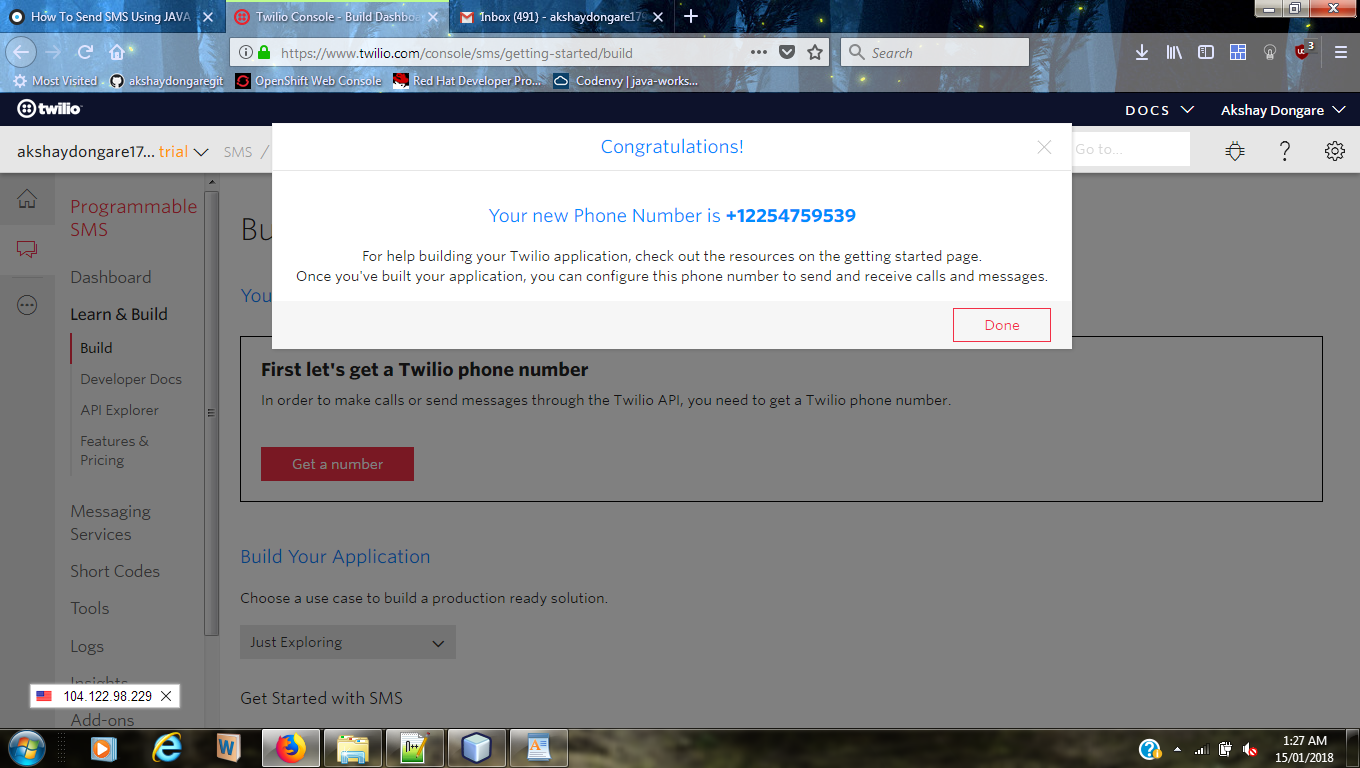 How To Send SMS Using JAVA
Twilio Console - Build Dashboa
Inbox (491) - akshaydongare179
https://www.twilio.com/console/sms/getting-started/build
Search
3
Most Visited
akshaydongaregit
OpenShift Web Console
Red Hat Developer Pro...
Codenvy | java-works...
twilio
DOCS
Akshay Dongare
akshaydongare17... trial
SMS /
Go to...
Congratulations!
Your new Phone Number is +12254759539
For help building your Twilio application, check out the resources on the getting started page.
Once you've built your application, you can configure this phone number to send and receive calls and messages.
Done
Programmable
SMS
Dashboard
Learn & Build
Build
Developer Docs
API Explorer
Features &
Pricing
Messaging
Services
Short Codes
Tools
Logs
Insights
Add-ons
Bu
You
First let's get a Twilio phone number
In order to make calls or send messages through the Twilio API, you need to get a Twilio phone number.
Get a number
Build Your Application
Choose a use case to build a production ready solution.
Just Exploring
Get Started with SMS
104.122.98.229
1:27 AM
15/01/2018